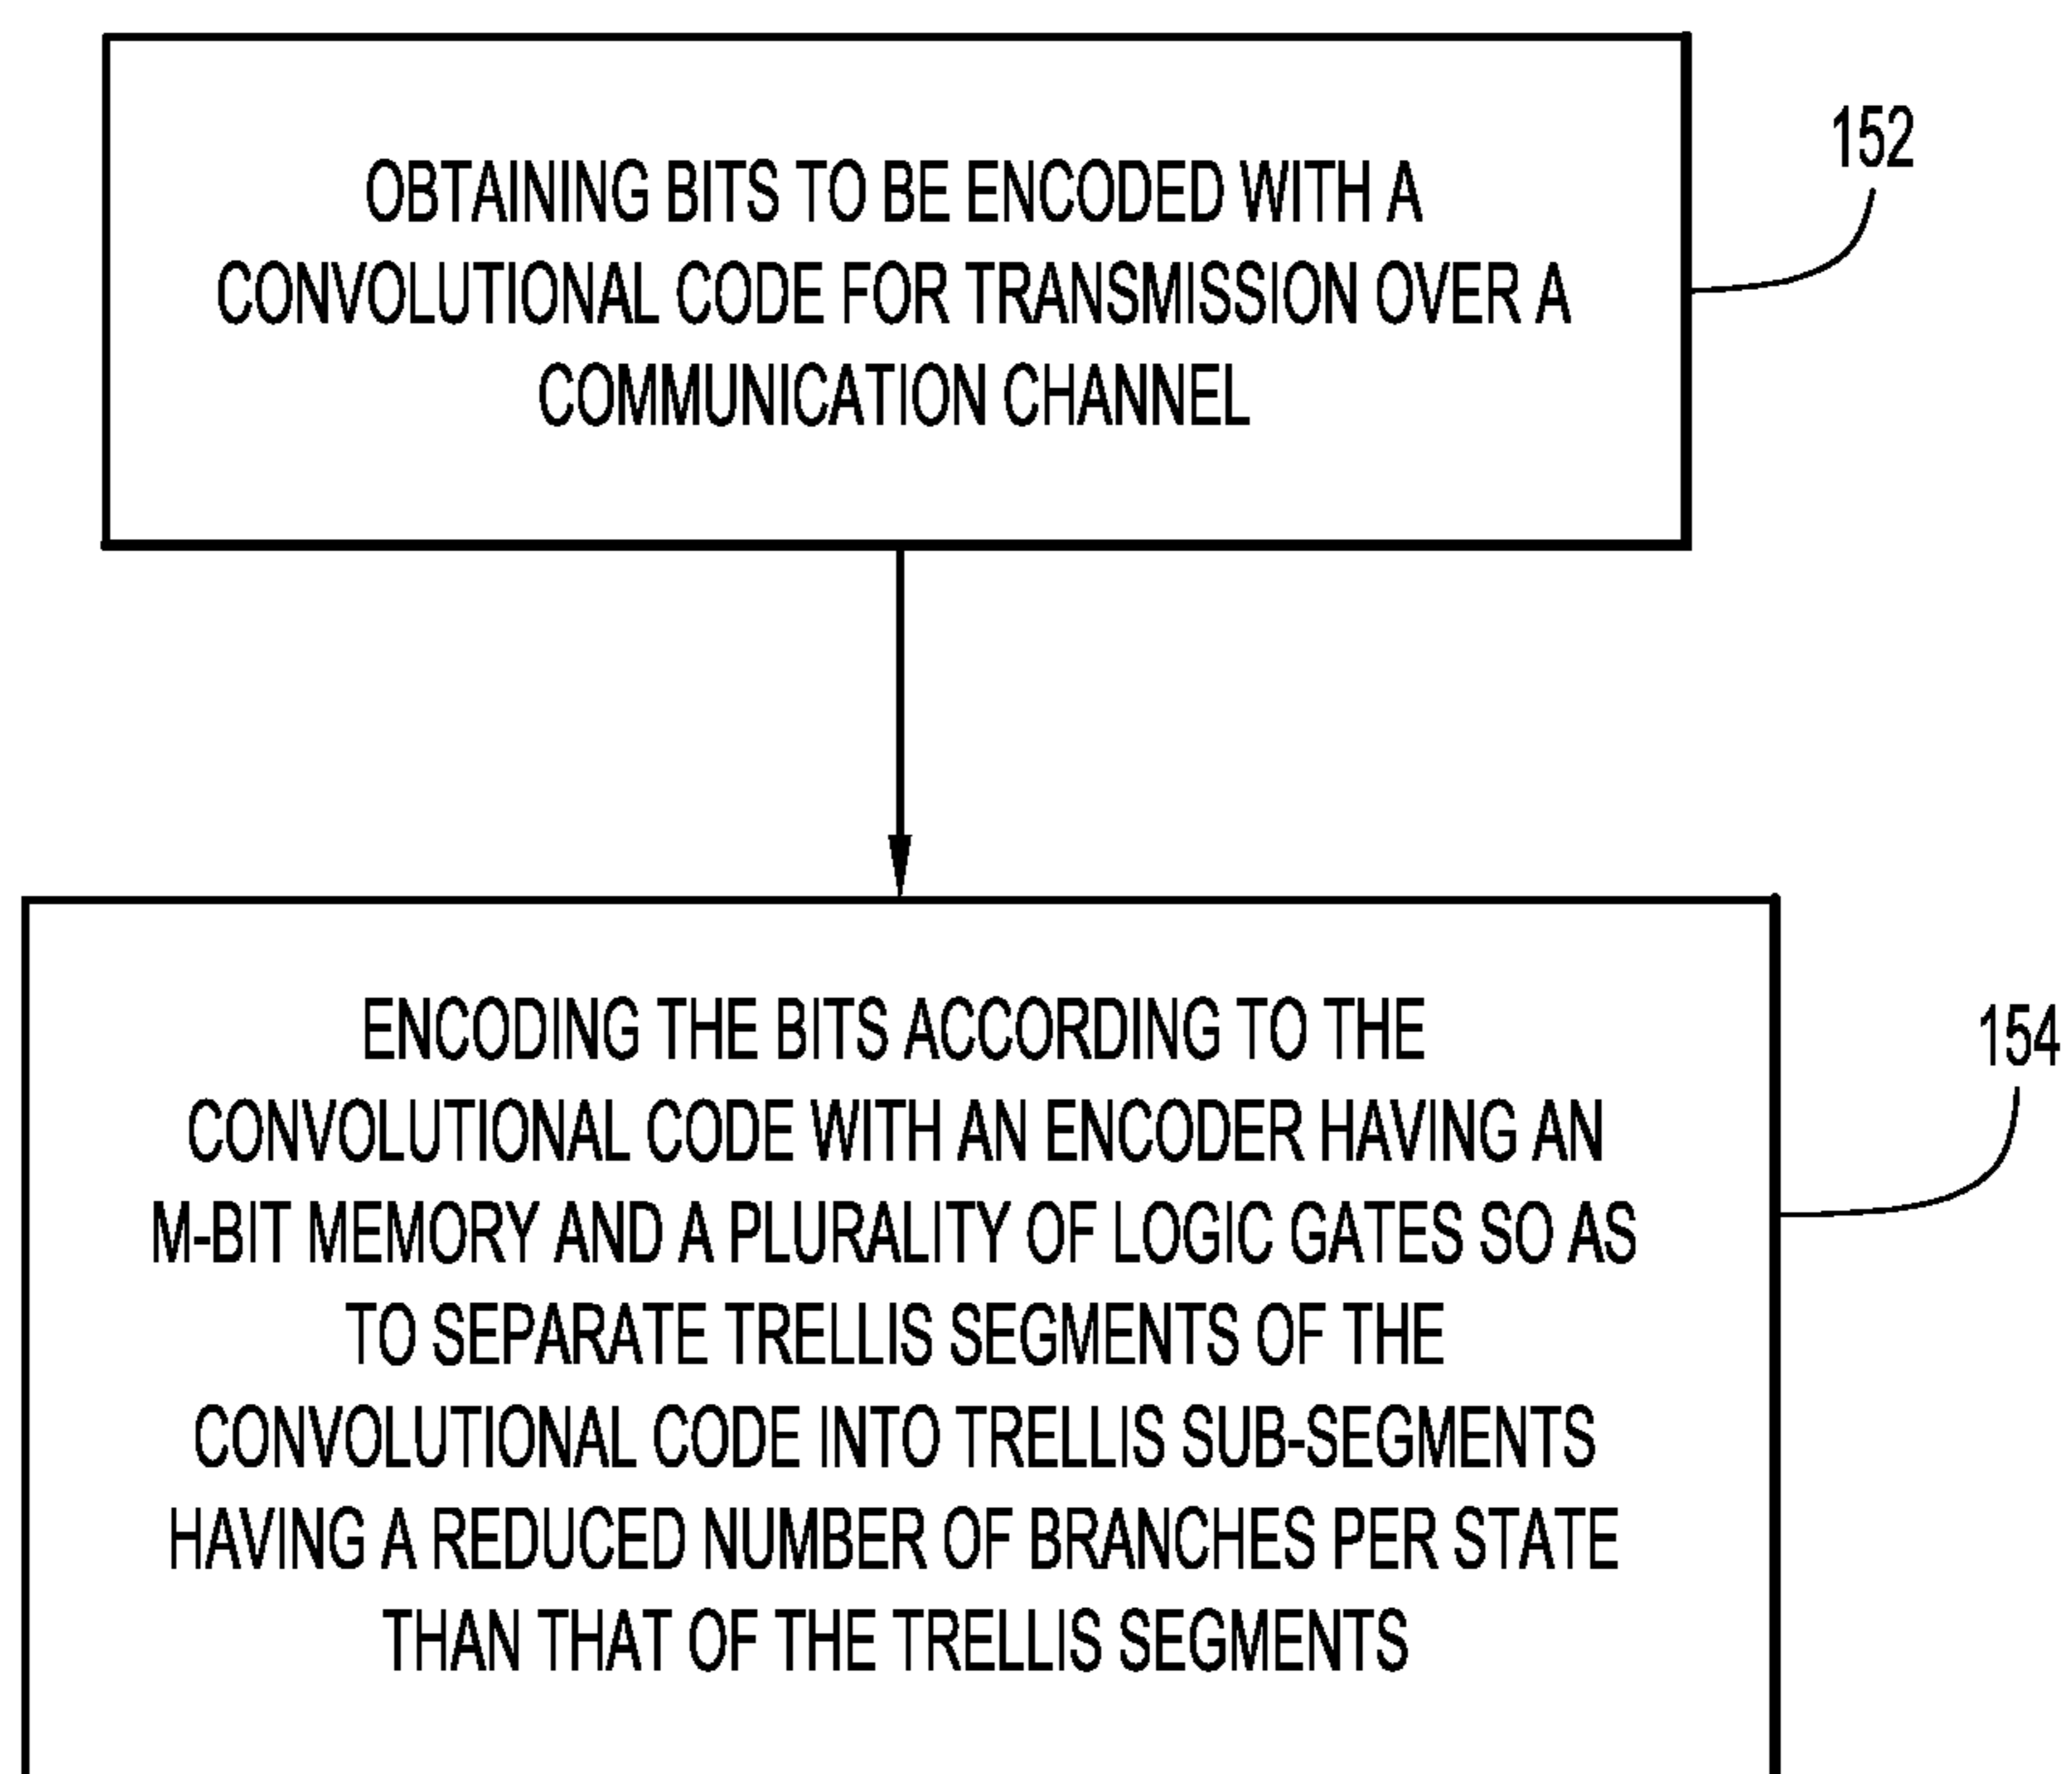 OBTAINING BITS TO BE ENCODED WITH A
CONVOLUTIONAL CODE FOR TRANSMISSION OVER A
COMMUNICATION CHANNEL
152
ENCODING THE BITS ACCORDING TO THE
CONVOLUTIONAL CODE WITH AN ENCODER HAVING AN
M-BIT MEMORY AND A PLURALITY OF LOGIC GATES SO AS
TO SEPARATE TRELLIS SEGMENTS OF THE
CONVOLUTIONAL CODE INTO TRELLIS SUB-SEGMENTS
HAVING A REDUCED NUMBER OF BRANCHES PER STATE
THAN THAT OF THE TRELLIS SEGMENTS
154